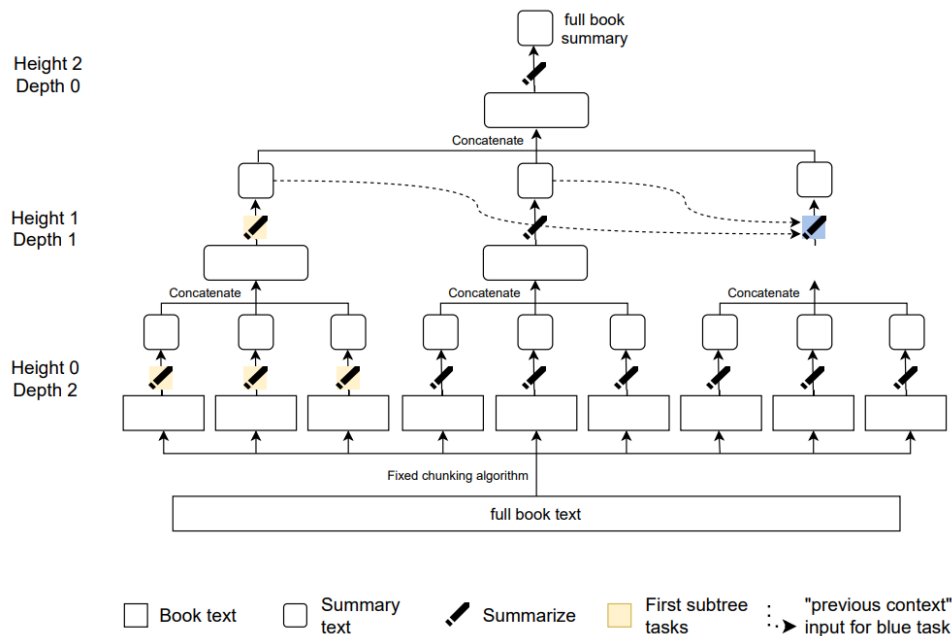 full book
summary
Height 2
Depth 0
Concatenate
Height 1
Depth 1
Concatenate
Concatenate
Concatenate
Height 0
Depth 2
Fixed chunking algorithm
full book text
Book text
Summary
text
Summarize
First subtree
tasks
"previous context"
input for blue task